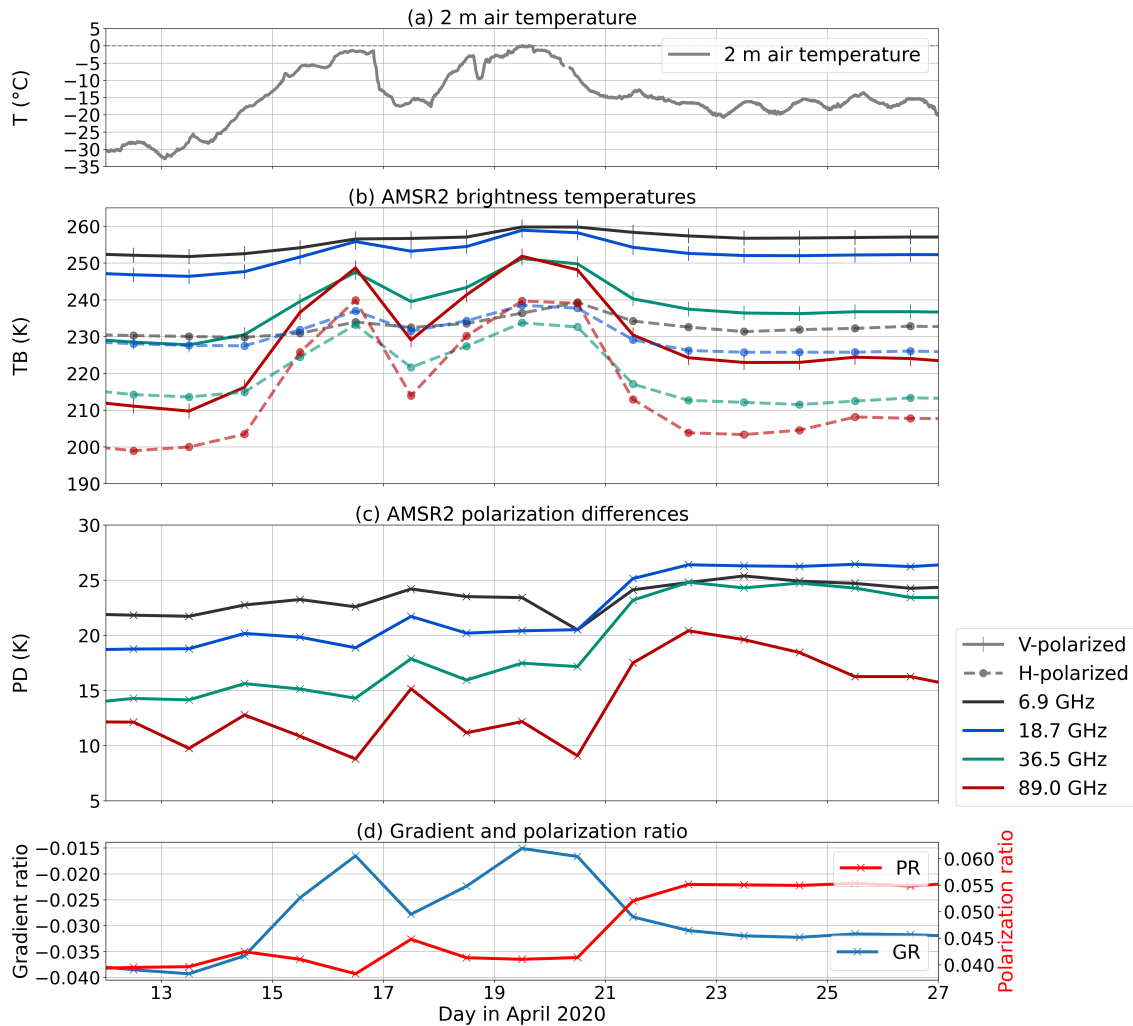 (a) 2 m air temperature
5
0
−5
−10
−15
−20
−25
−30
−35
T (°C)
2 m air temperature
(b) AMSR2 brightness temperatures
260
250
240
230
220
210
200
190
TB (K)
(c) AMSR2 polarization differences
30
25
20
15
10
5
PD (K)
V-polarized
H-polarized
6.9 GHz
18.7 GHz
36.5 GHz
89.0 GHz
(d) Gradient and polarization ratio
−0.015
−0.020
−0.025
−0.030
−0.035
−0.040
Gradient ratio
PR
GR
0.060
0.055
0.050
0.045
0.040
Polarization ratio
13 15 17 19 21 23 25 27
Day in April 2020